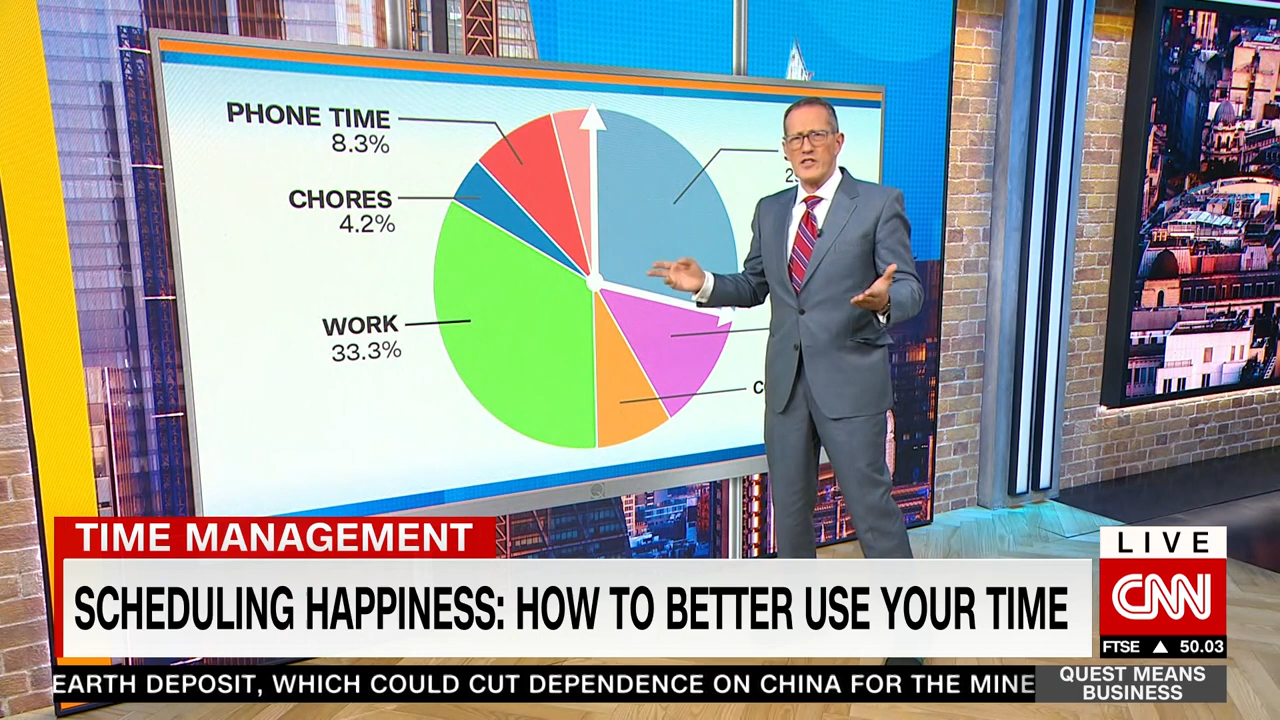 PHONE TIME
8.3%
CHORES
4.2%
WORK
33.3%
TIME MANAGEMENT
SCHEDULING HAPPINESS: HOW TO BETTER USE YOUR TIME
LIVE
CNN
FTSE ▲ 50.03
EARTH DEPOSIT, WHICH COULD CUT DEPENDENCE ON CHINA FOR THE MINE
QUEST MEANS
BUSINESS